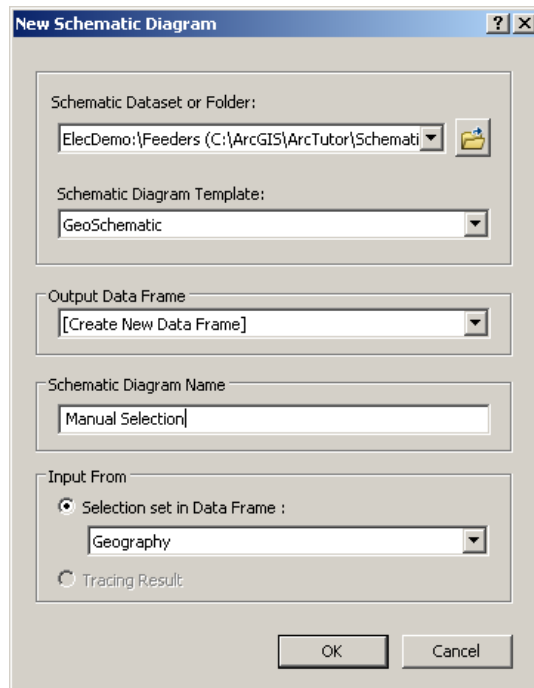 New Schematic Diagram
Schematic Dataset or Folder:
ElecDemo:\Feeders (C:\ArcGIS\ArcTutor\Schemati
Schematic Diagram Template:
GeoSchematic
Output Data Frame
[Create New Data Frame]
Schematic Diagram Name
Manual Selection
Input From
Selection set in Data Frame :
Geography
Tracing Result
OK Cancel